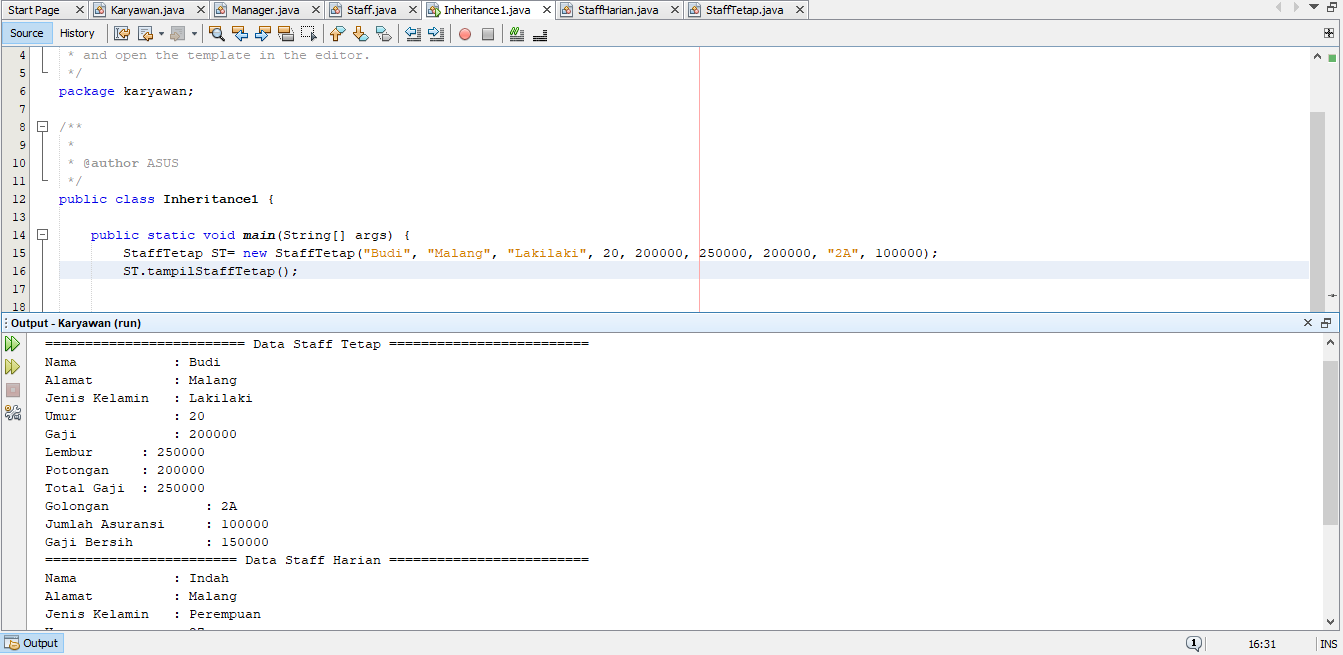 Start Page Karyawan.java Manager.java Staff.java Inheritance1.java StaffHarian.java StaffTetap.java
Source History
4 * and open the template in the editor.
5 */
6 package karyawan;
7
8 /**
9 *
10 * @author ASUS
11 */
12 public class Inheritance1 {
13
14 public static void main(String[] args) {
15 StaffTetap ST= new StaffTetap("Budi", "Malang", "Lakilaki", 20, 200000, 250000, 200000, "2A", 100000);
16 ST.tampilStaffTetap();
17
18
Output - Karyawan (run)
========================= Data Staff Tetap =========================
Nama : Budi
Alamat : Malang
Jenis Kelamin : Lakilaki
Umur : 20
Gaji : 200000
Lembur : 250000
Potongan : 200000
Total Gaji : 250000
Golongan : 2A
Jumlah Asuransi : 100000
Gaji Bersih : 150000
======================== Data Staff Harian =========================
Nama : Indah
Alamat : Malang
Jenis Kelamin : Perempuan
Output 1 16:31 INS